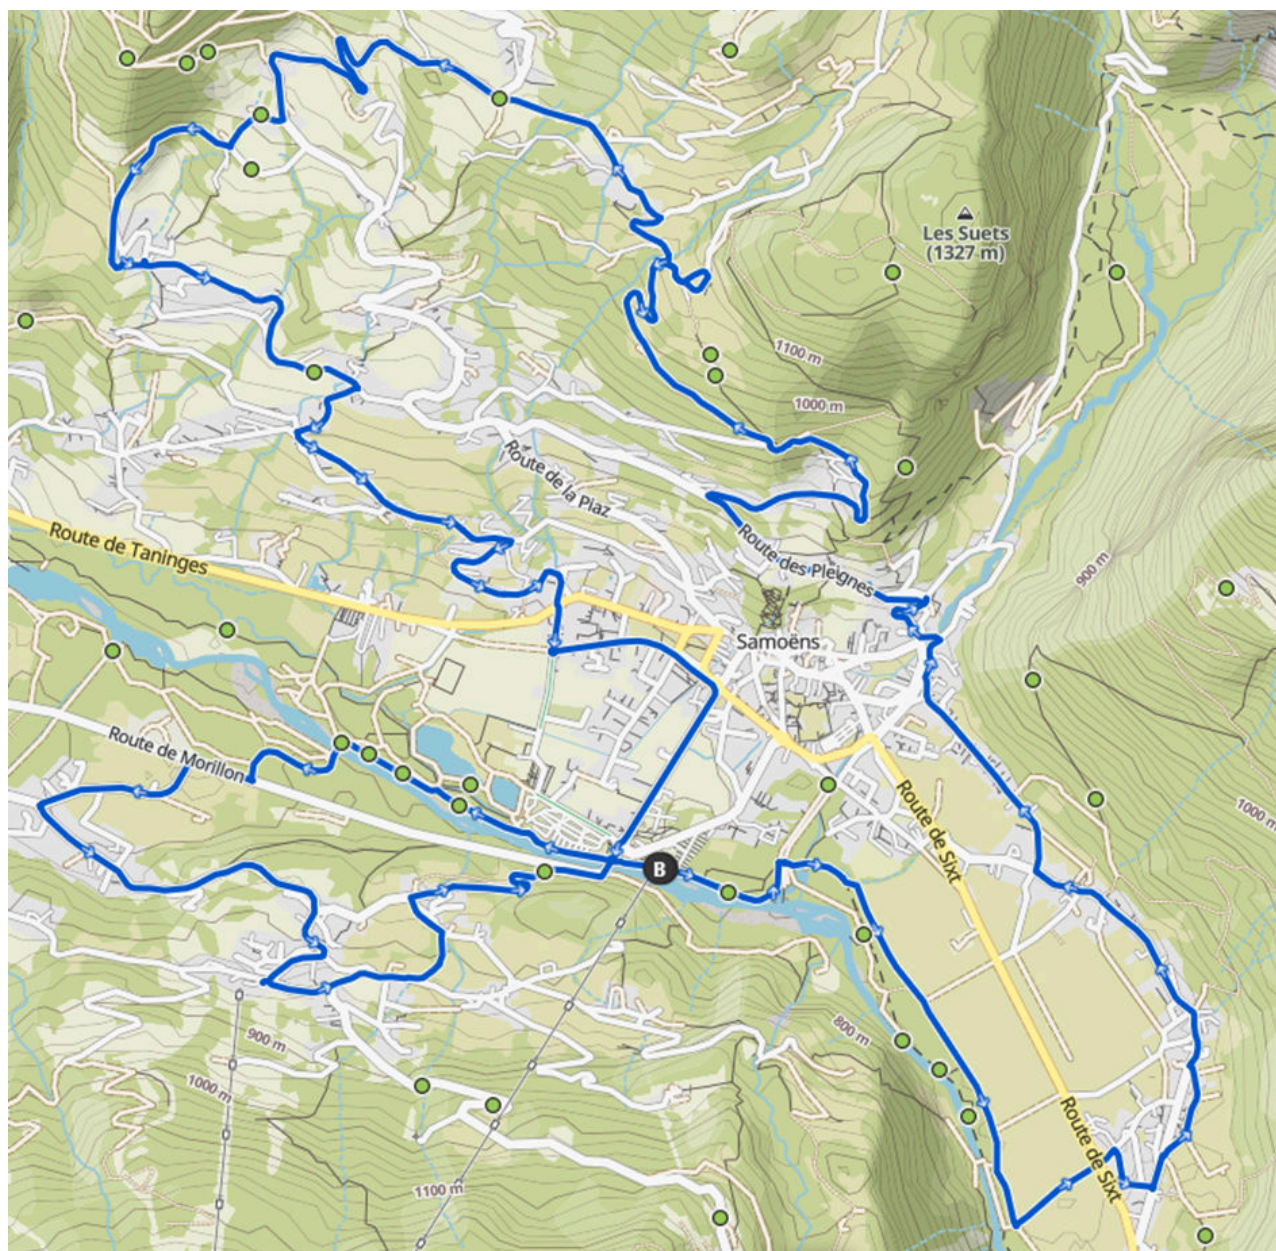 Les Suets
(1327 m)
1100 m
1000 m
Route de la Piaz
Route de Taninges
Route des Pleignes
900 m
Samoëns
Route de Morillon
Route de Sixt
1000 m
B
800 m
900 m
1000 m
Route de Sixt
1100 m